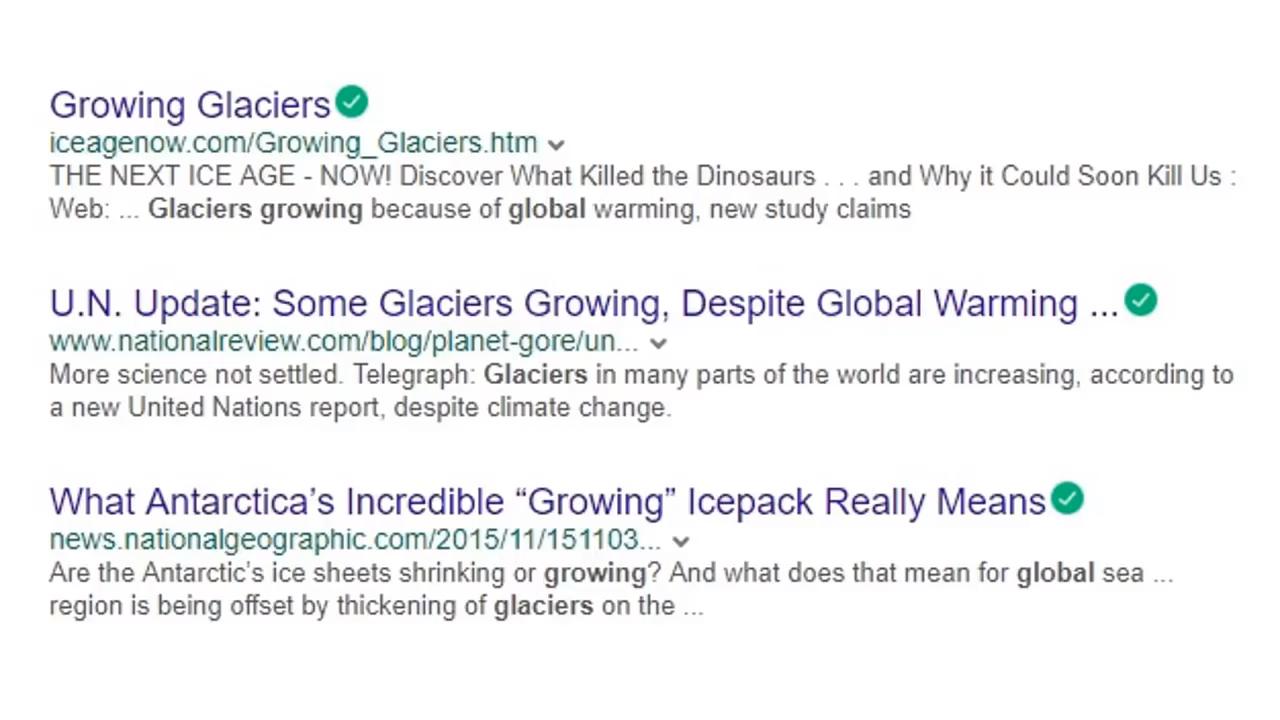 Growing Glaciers
iceagenow.com/Growing_Glaciers.htm
THE NEXT ICE AGE - NOW! Discover What Killed the Dinosaurs . . . and Why it Could Soon Kill Us :
Web: ... Glaciers growing because of global warming, new study claims
U.N. Update: Some Glaciers Growing, Despite Global Warming ...
www.nationalreview.com/blog/planet-gore/un...
More science not settled. Telegraph: Glaciers in many parts of the world are increasing, according to
a new United Nations report, despite climate change.
What Antarctica’s Incredible “Growing” Icepack Really Means
news.nationalgeographic.com/2015/11/151103...
Are the Antarctic’s ice sheets shrinking or growing? And what does that mean for global sea ...
region is being offset by thickening of glaciers on the ...